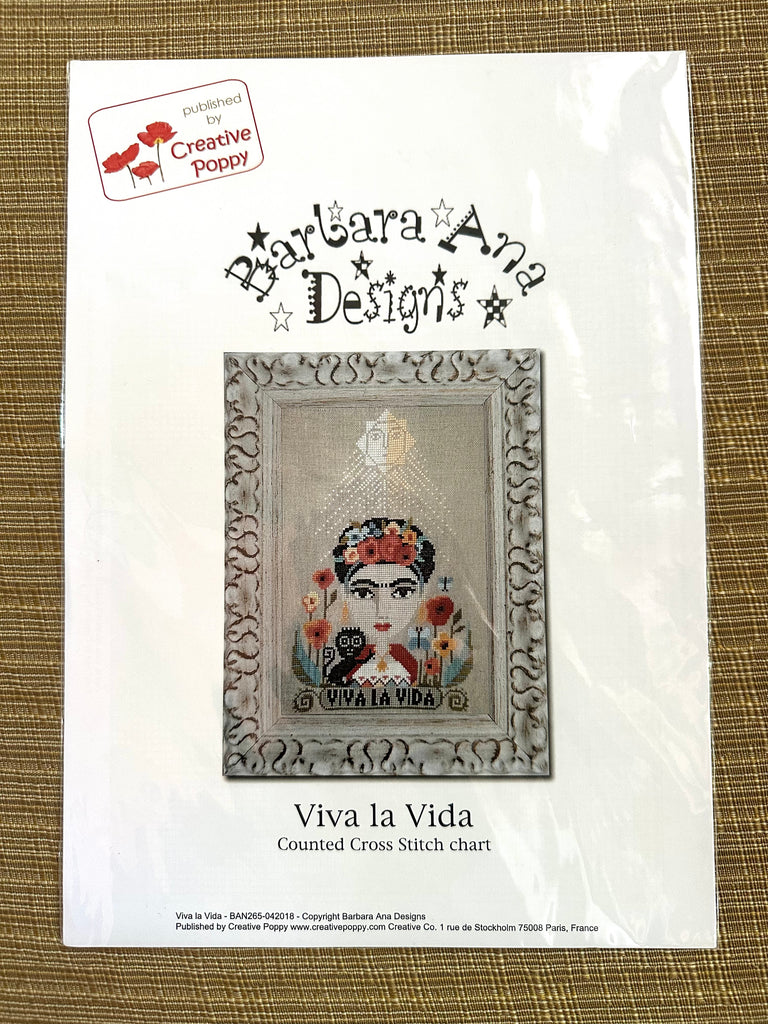 published
by
Creative
Poppy
Barbara Ana
Designs
VIVA LA VIDA
Viva la Vida
Counted Cross Stitch chart
Viva la Vida - BAN265-042018 - Copyright Barbara Ana Designs
Published by Creative Poppy www.creativepoppy.com Creative Co. 1 rue de Stockholm 75008 Paris, France